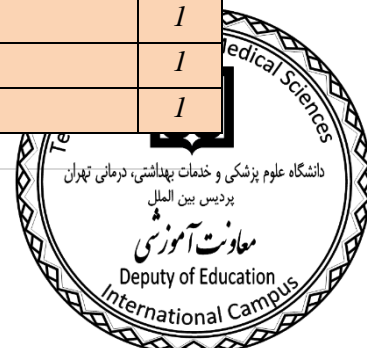 1
1
1
Medical Sciences
دانشگاه علوم پزشکی و خدمات بهداشتی، درمانی تهران
پردیس بین الملل
معاونت آموزشی
Deputy of Education
International Campus